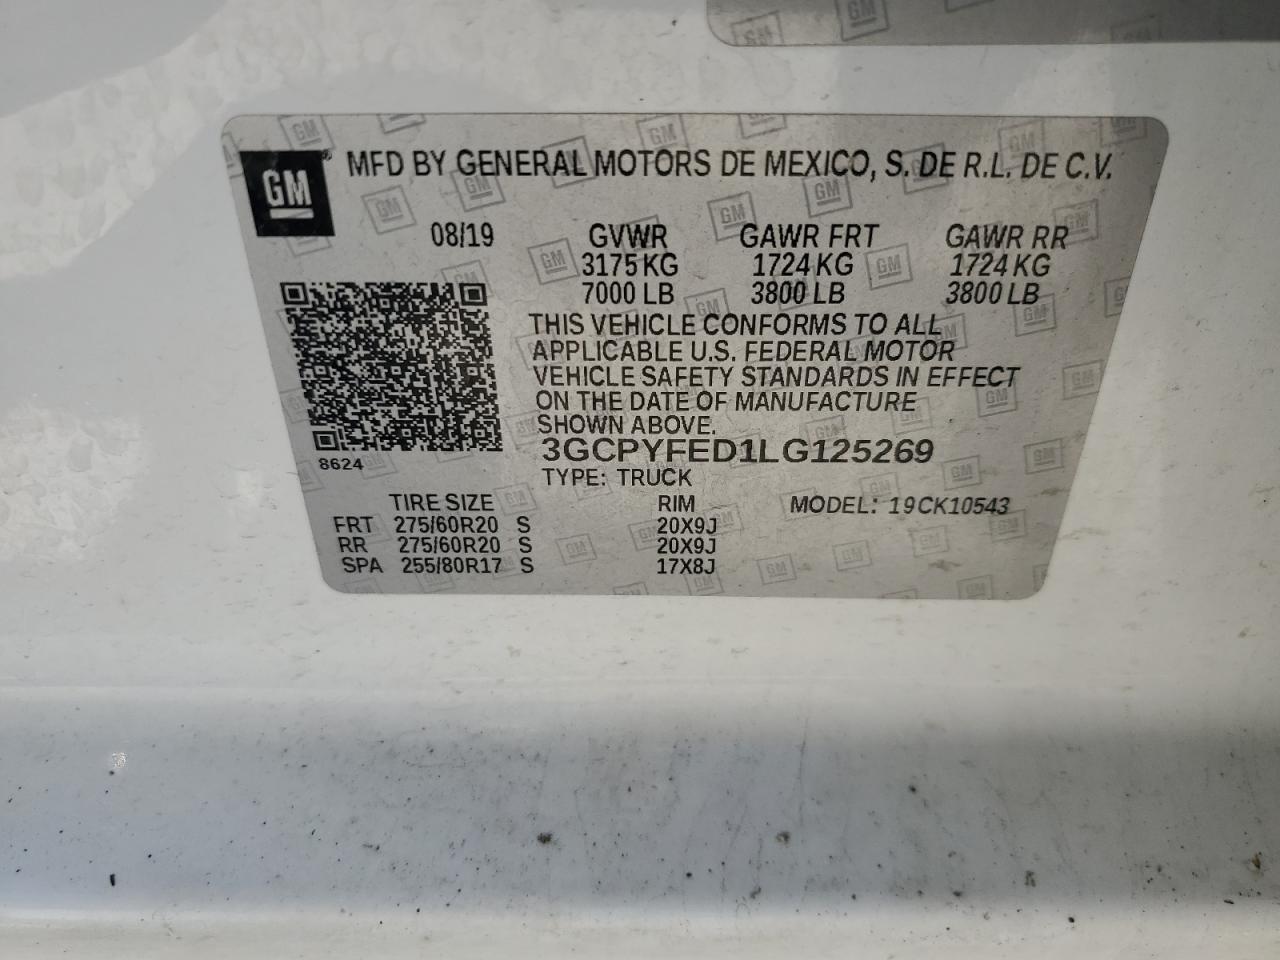 GM
MFD BY GENERAL MOTORS DE MEXICO, S. DE R.L. DE C.V.
08/19 GVWR GAWR FRT GAWR RR
3175 KG 1724 KG 1724 KG
7000 LB 3800 LB 3800 LB
THIS VEHICLE CONFORMS TO ALL
APPLICABLE U.S. FEDERAL MOTOR
VEHICLE SAFETY STANDARDS IN EFFECT
ON THE DATE OF MANUFACTURE
SHOWN ABOVE.
3GCPYFED1LG125269
8624
TYPE: TRUCK
TIRE SIZE RIM MODEL: 19CK10543
FRT 275/60R20 S 20X9J
RR 275/60R20 S 20X9J
SPA 255/80R17 S 17X8J